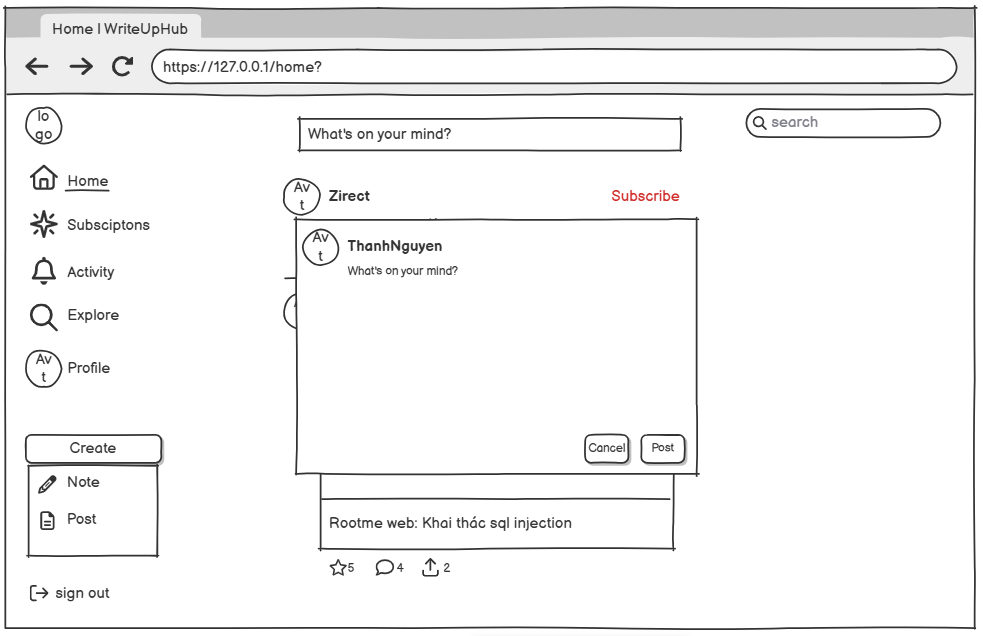 Home | WriteUpHub
https://127.0.0.1/home?
lo
go
What's on your mind?
search
Home
Subsciptons
Activity
Explore
Av
t
Profile
Create
Note
Post
sign out
Av
t
Zirect
Subscribe
Av
t
ThanhNguyen
What's on your mind?
Cancel
Post
Rootme web: Khai thác sql injection
5
4
2